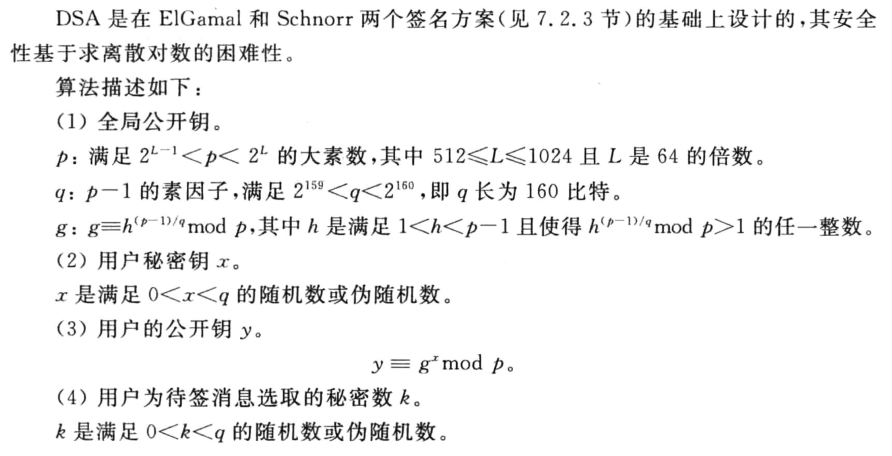 DSA 是在 ElGamal 和 Schnorr 两个签名方案(见 7.2.3 节)的基础上设计的,其安全
性基于求离散对数的困难性。
算法描述如下:
(1) 全局公开钥。
p: 满足 2^{L-1}<p<2^L 的大素数,其中 512≤L≤1024 且 L 是 64 的倍数。
q: p-1 的素因子,满足 2^{159}<q<2^{160},即 q 长为 160 比特。
g: g≡h^{(p-1)/q} mod p,其中 h 是满足 1<h<p-1 且使得 h^{(p-1)/q} mod p>1 的任一整数。
(2) 用户秘密钥 x。
x 是满足 0<x<q 的随机数或伪随机数。
(3) 用户的公开钥 y。
y≡g^x mod p。
(4) 用户为待签消息选取的秘密数 k。
k 是满足 0<k<q 的随机数或伪随机数。